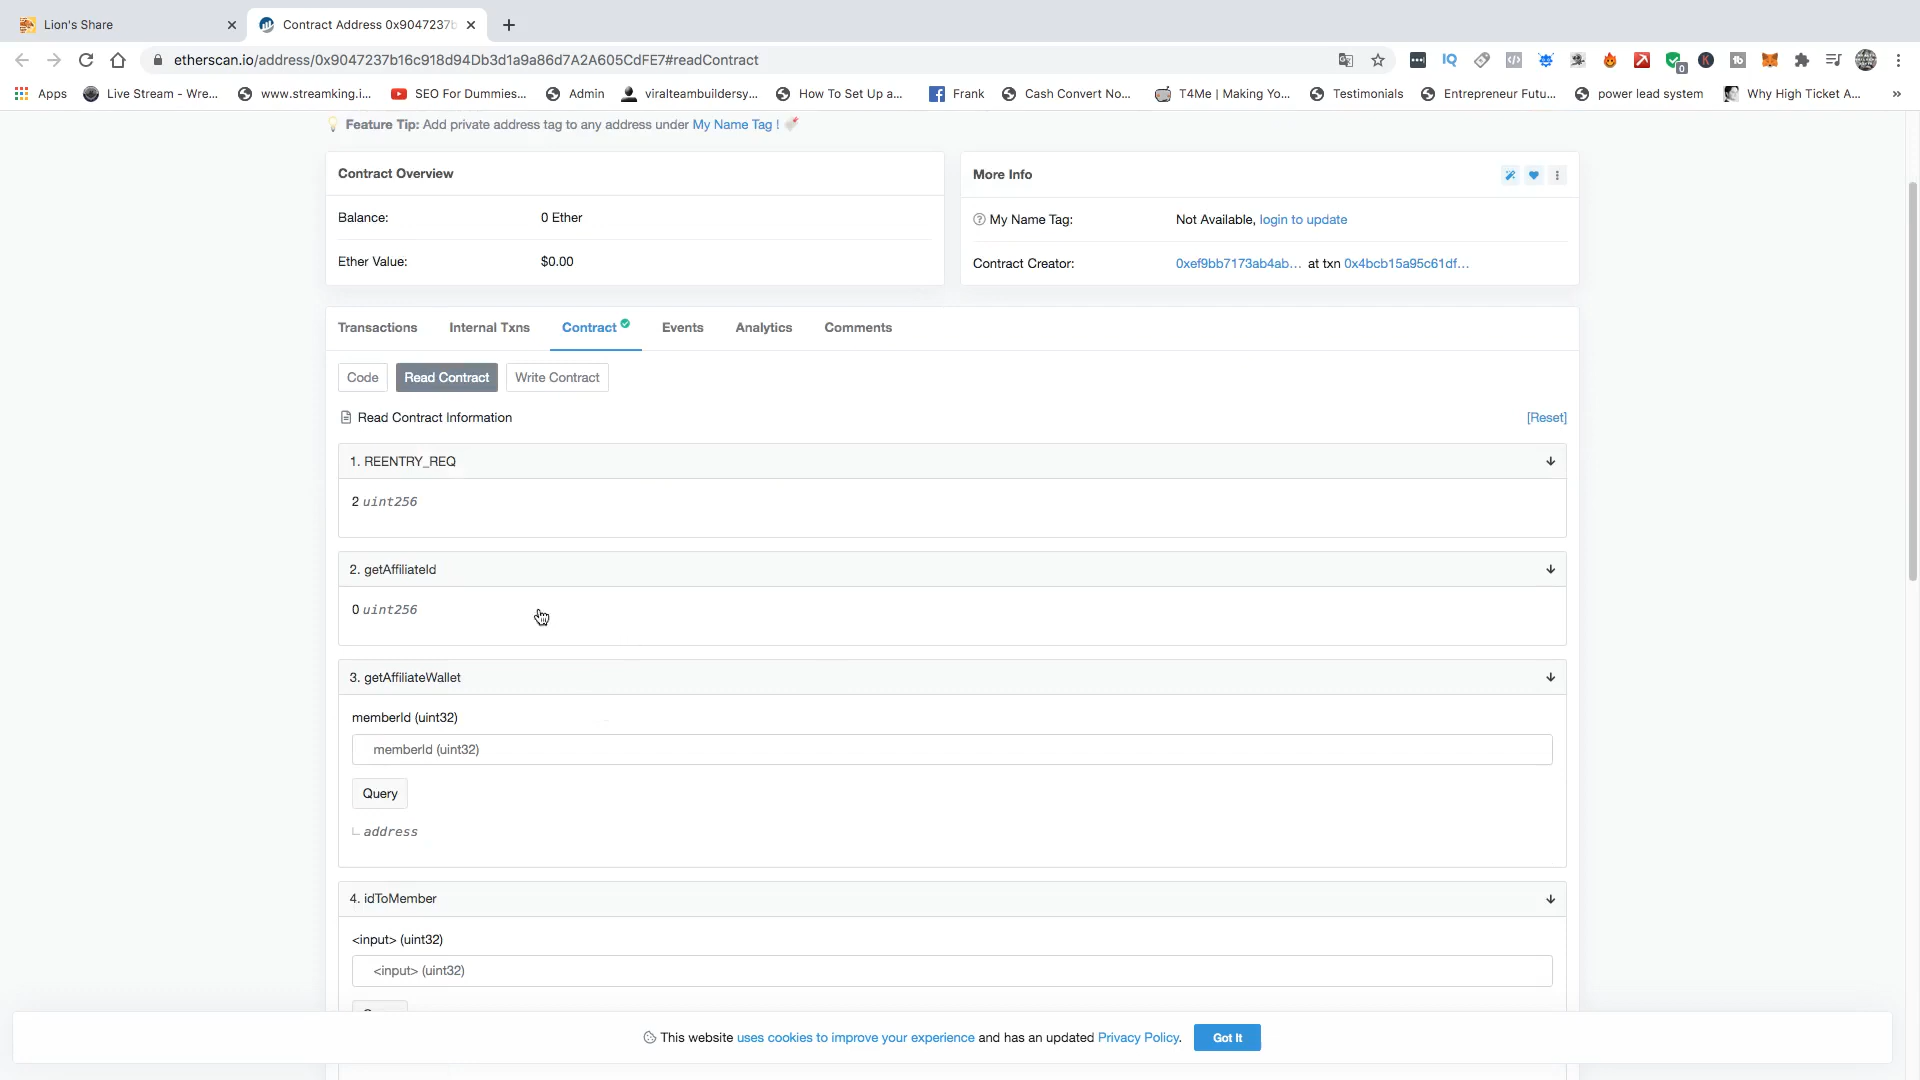 Lion's Share
Contract Address 0x9047237b
etherscan.io/address/0x9047237b16c918d94Db3d1a9a86d7A2A605CdFE7#readContract
Apps
Live Stream - Wre...
www.streamking.i...
SEO For Dummies...
Admin
viralteambuildersy...
How To Set Up a...
Frank
Cash Convert No...
T4Me | Making Yo...
Testimonials
Entrepreneur Futu...
power lead system
Why High Ticket A...
»
Feature Tip: Add private address tag to any address under My Name Tag !
Contract Overview
Balance:
0 Ether
Ether Value:
$0.00
More Info
My Name Tag:
Not Available, login to update
Contract Creator:
0xef9bb7173ab4ab... at txn 0x4bcb15a95c61df...
Transactions
Internal Txns
Contract
Events
Analytics
Comments
Code
Read Contract
Write Contract
Read Contract Information
[Reset]
1. REENTRY_REQ
2 uint256
2. getAffiliateId
0 uint256
3. getAffiliateWallet
memberId (uint32)
memberId (uint32)
Query
address
4. idToMember
<input> (uint32)
<input> (uint32)
This website uses cookies to improve your experience and has an updated Privacy Policy.
Got It